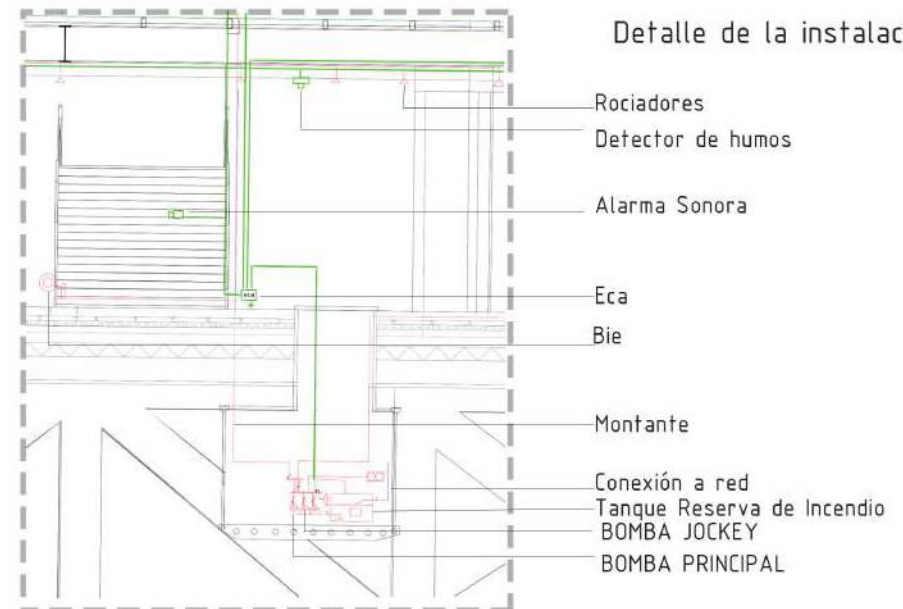 Detalle de la instalac
Rociadores
Detector de humos
Alarma Sonora
Eca
ECA
Bie
Montante
Conexión a red
Tanque Reserva de Incendio
BOMBA JOCKEY
BOMBA PRINCIPAL